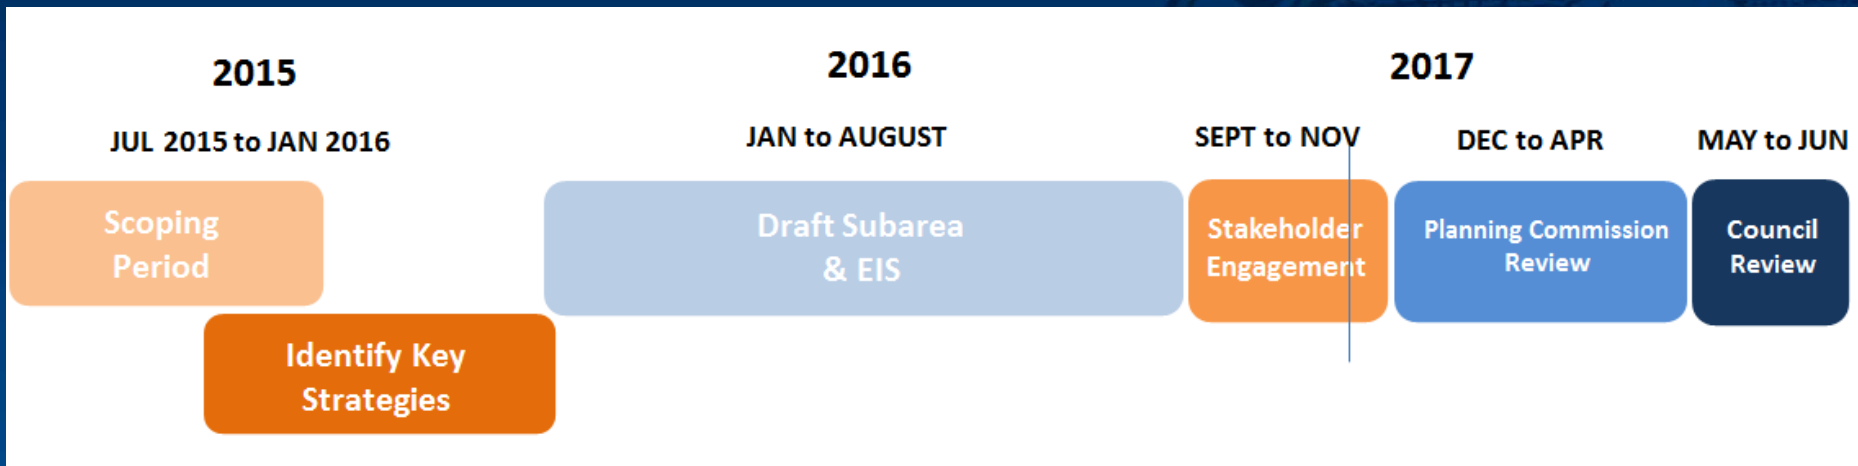 2015
2016
2017
JUL 2015 to JAN 2016
JAN to AUGUST
SEPT to NOV
DEC to APR
MAY to JUN
Scoping
Period
Identify Key
Strategies
Draft Subarea
& EIS
Stakeholder
Engagement
Planning Commission
Review
Council
Review